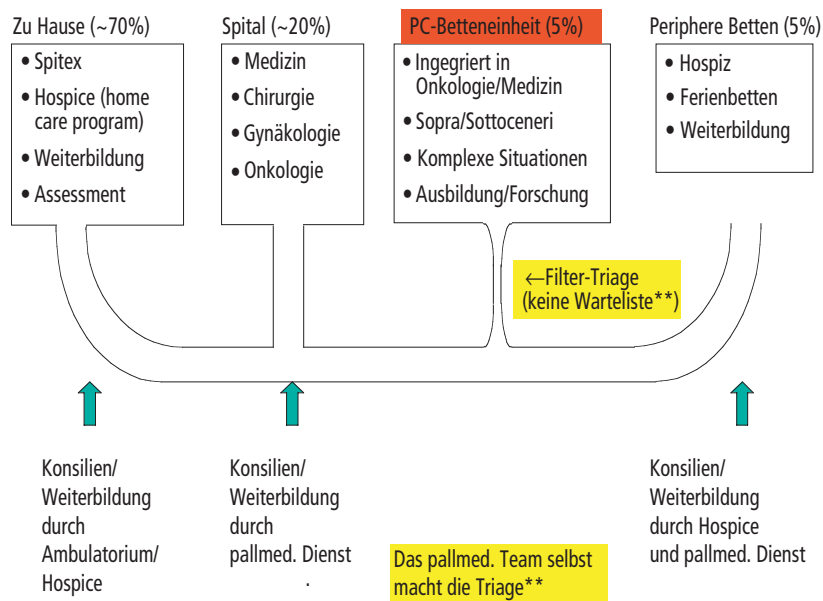 Zu Hause (~70%)
• Spitex
• Hospice (home
care program)
• Weiterbildung
• Assessment
Spital (~20%)
• Medizin
• Chirurgie
• Gynäkologie
• Onkologie
PC-Betteneinheit (5%)
• Ingegriert in
Onkologie/Medizin
• Sopra/Sottoceneri
• Komplexe Situationen
• Ausbildung/Forschung
Periphere Betten (5%)
• Hospiz
• Ferienbetten
• Weiterbildung
←Filter-Triage
(keine Warteliste**)
Konsilien/
Weiterbildung
durch
Ambulatorium/
Hospice
Konsilien/
Weiterbildung
durch
pallmed. Dienst
.
Das pallmed. Team selbst
macht die Triage**
Konsilien/
Weiterbildung
durch Hospice
und pallmed. Dienst